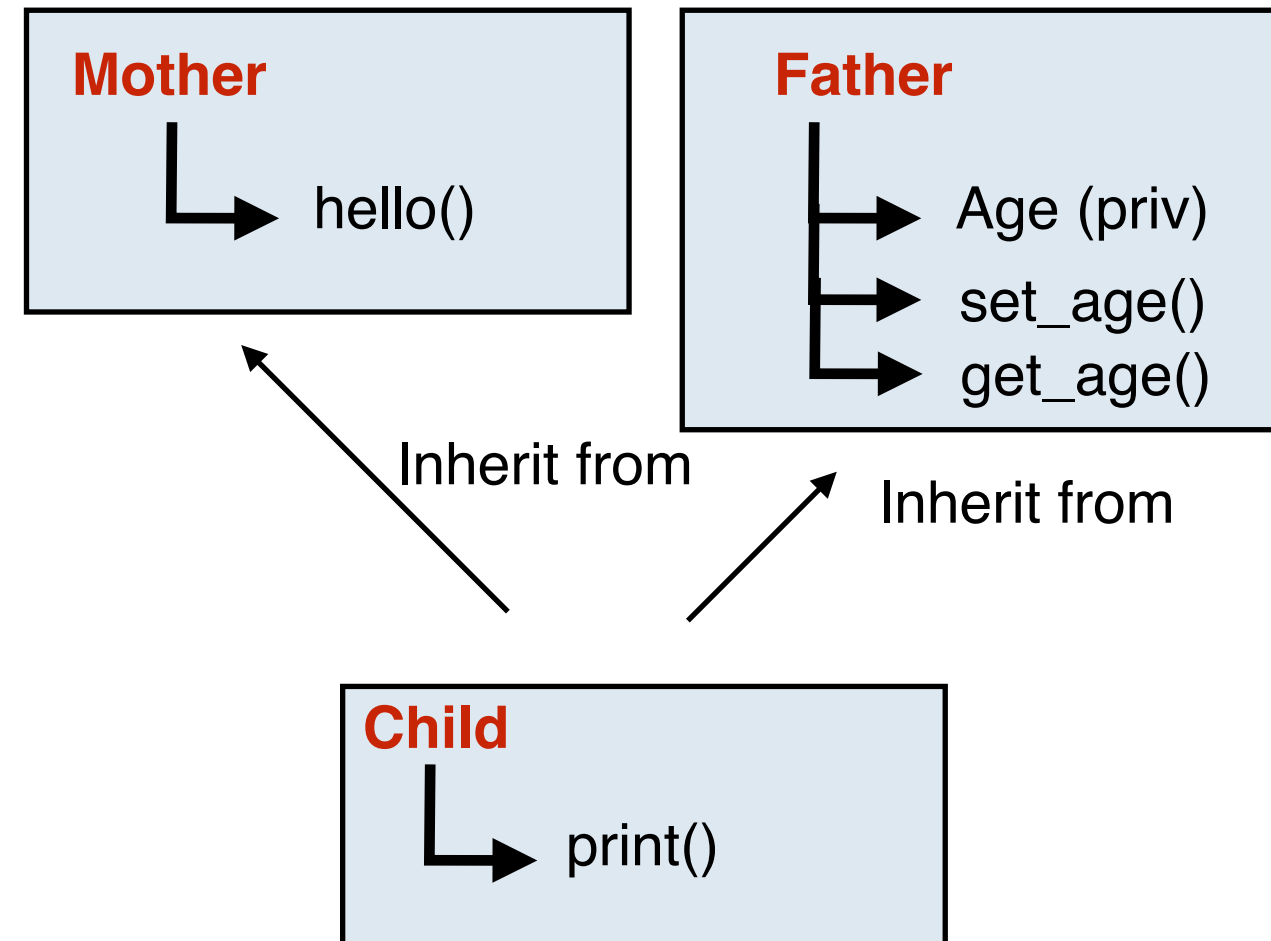 Mother
hello()
Father
Age (priv)
set_age()
get_age()
Inherit from
Inherit from
Child
print()